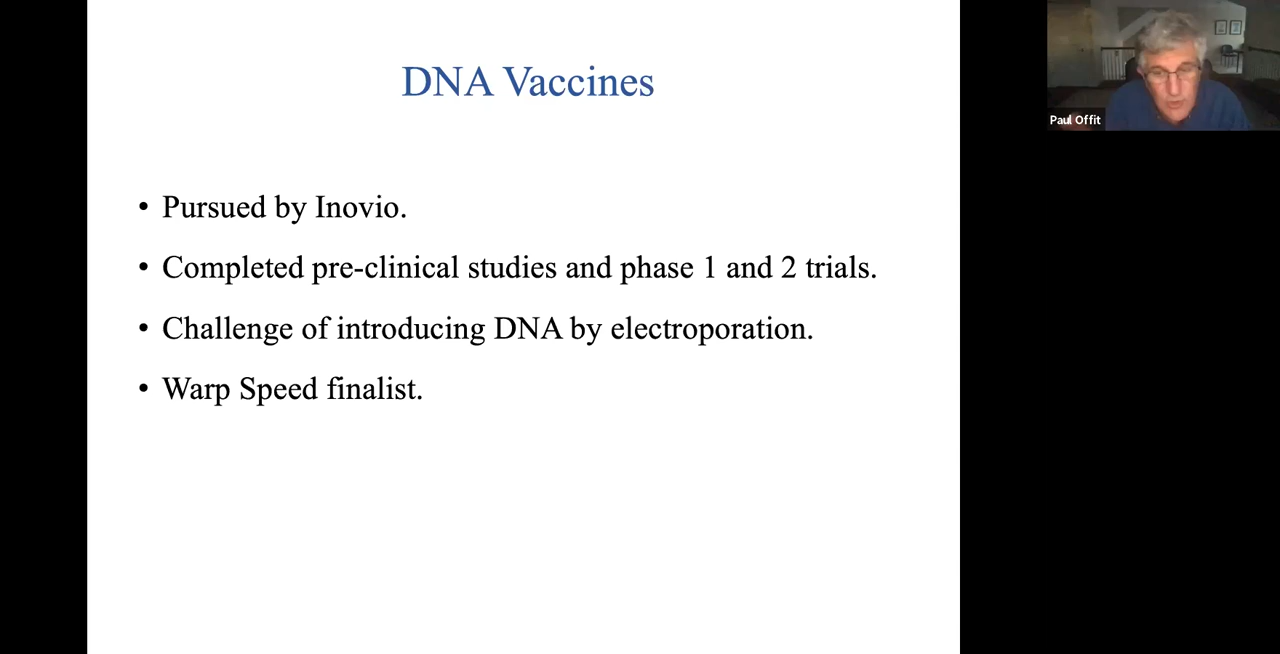 DNA Vaccines
• Pursued by Inovio.
• Completed pre-clinical studies and phase 1 and 2 trials.
• Challenge of introducing DNA by electroporation.
• Warp Speed finalist.
Paul Offit